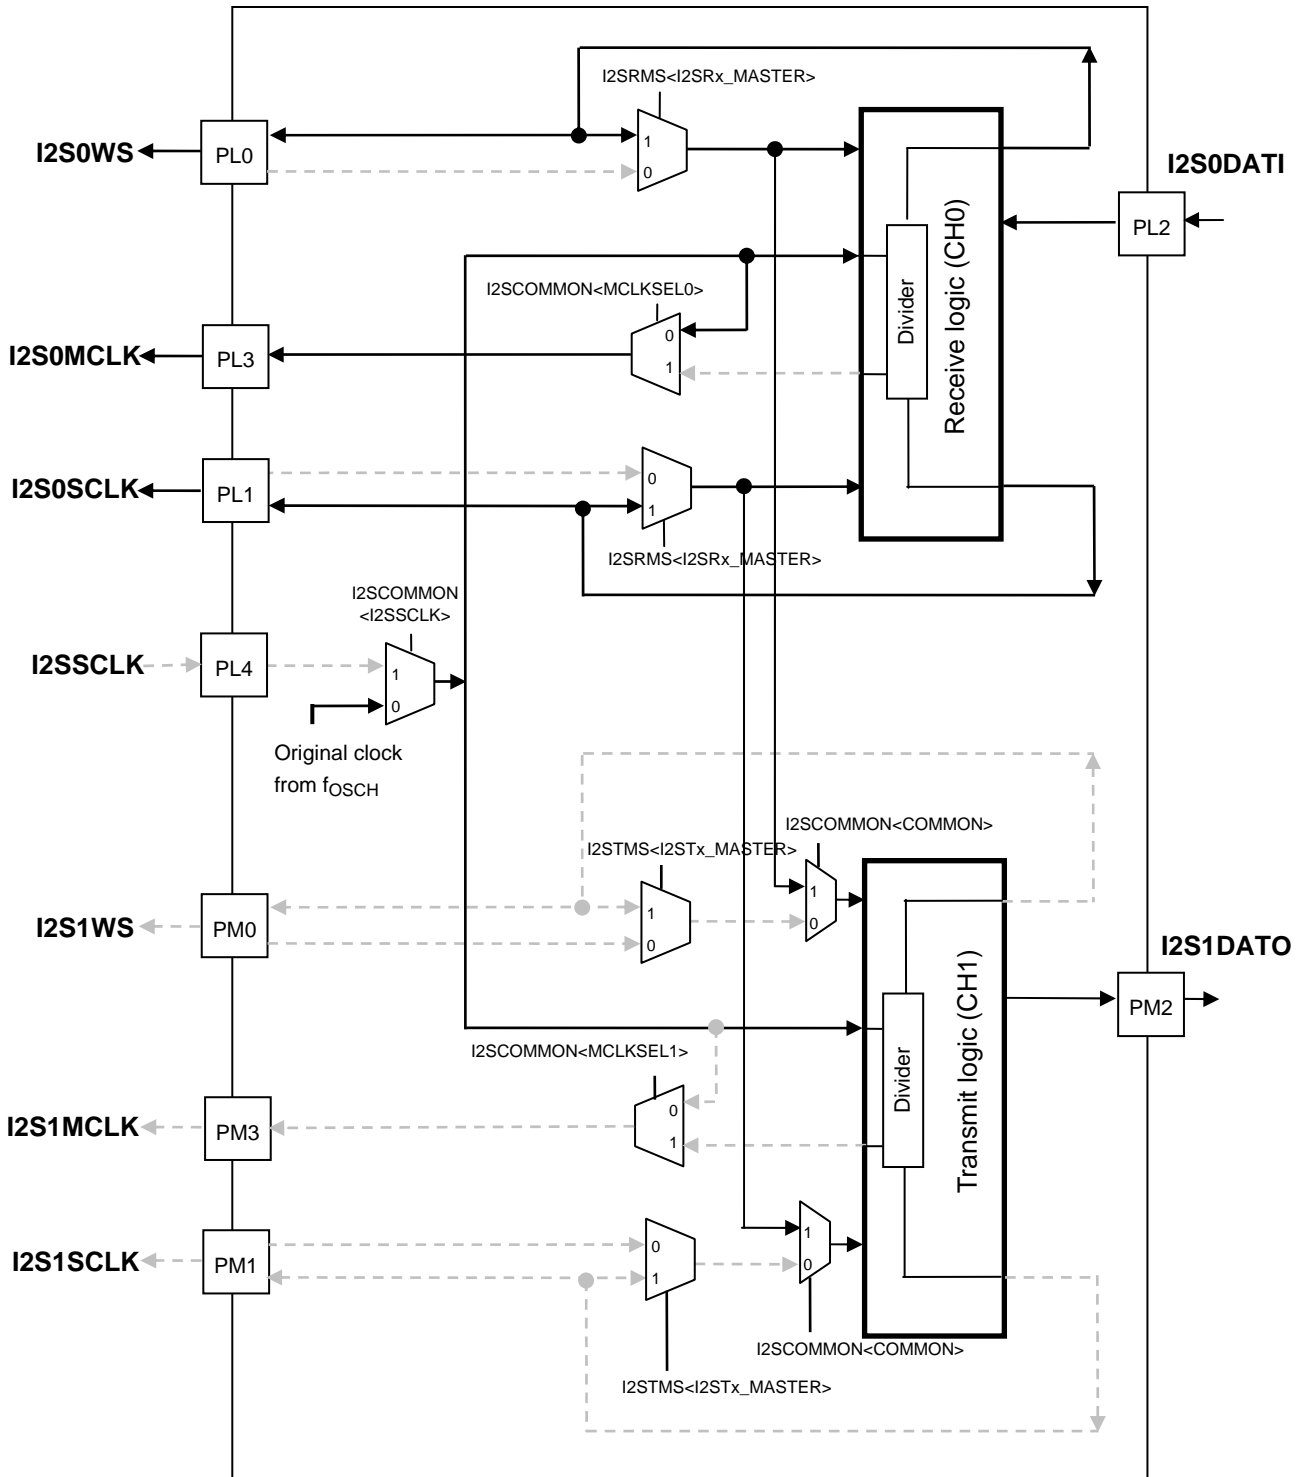 I2SRMS<I2SRx_MASTER>
1
0
I2S0WS
PL0
I2S0DATI
PL2
Receive logic (CH0)
Divider
I2SCOMMON<MCLKSEL0>
0
1
I2S0MCLK
PL3
I2S0SCLK
PL1
0
1
I2SRMS<I2SRx_MASTER>
I2SCOMMON
<I2SSCLK>
I2SSCLK
PL4
1
0
Original clock
from fOSCH
I2SCOMMON<COMMON>
I2STMS<I2STx_MASTER>
1
0
1
0
I2S1WS
PM0
I2S1DATO
PM2
Transmit logic (CH1)
Divider
I2SCOMMON<MCLKSEL1>
0
1
I2S1MCLK
PM3
I2S1SCLK
PM1
0
1
1
0
I2SCOMMON<COMMON>
I2STMS<I2STx_MASTER>